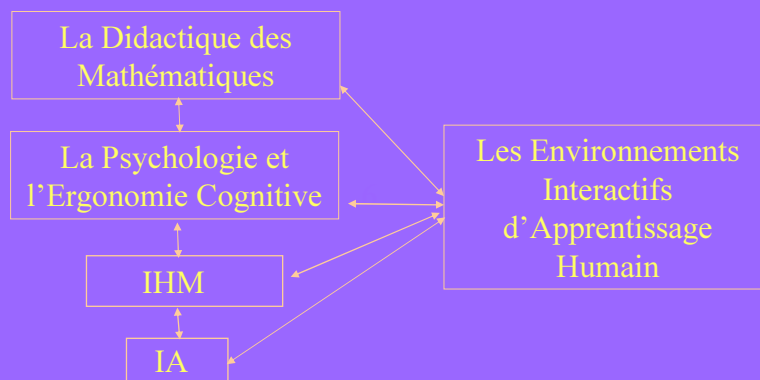 La Didactique des
Mathématiques
La Psychologie et
l’Ergonomie Cognitive
IHM
IA
Les Environnements
Interactifs
d’Apprentissage
Humain